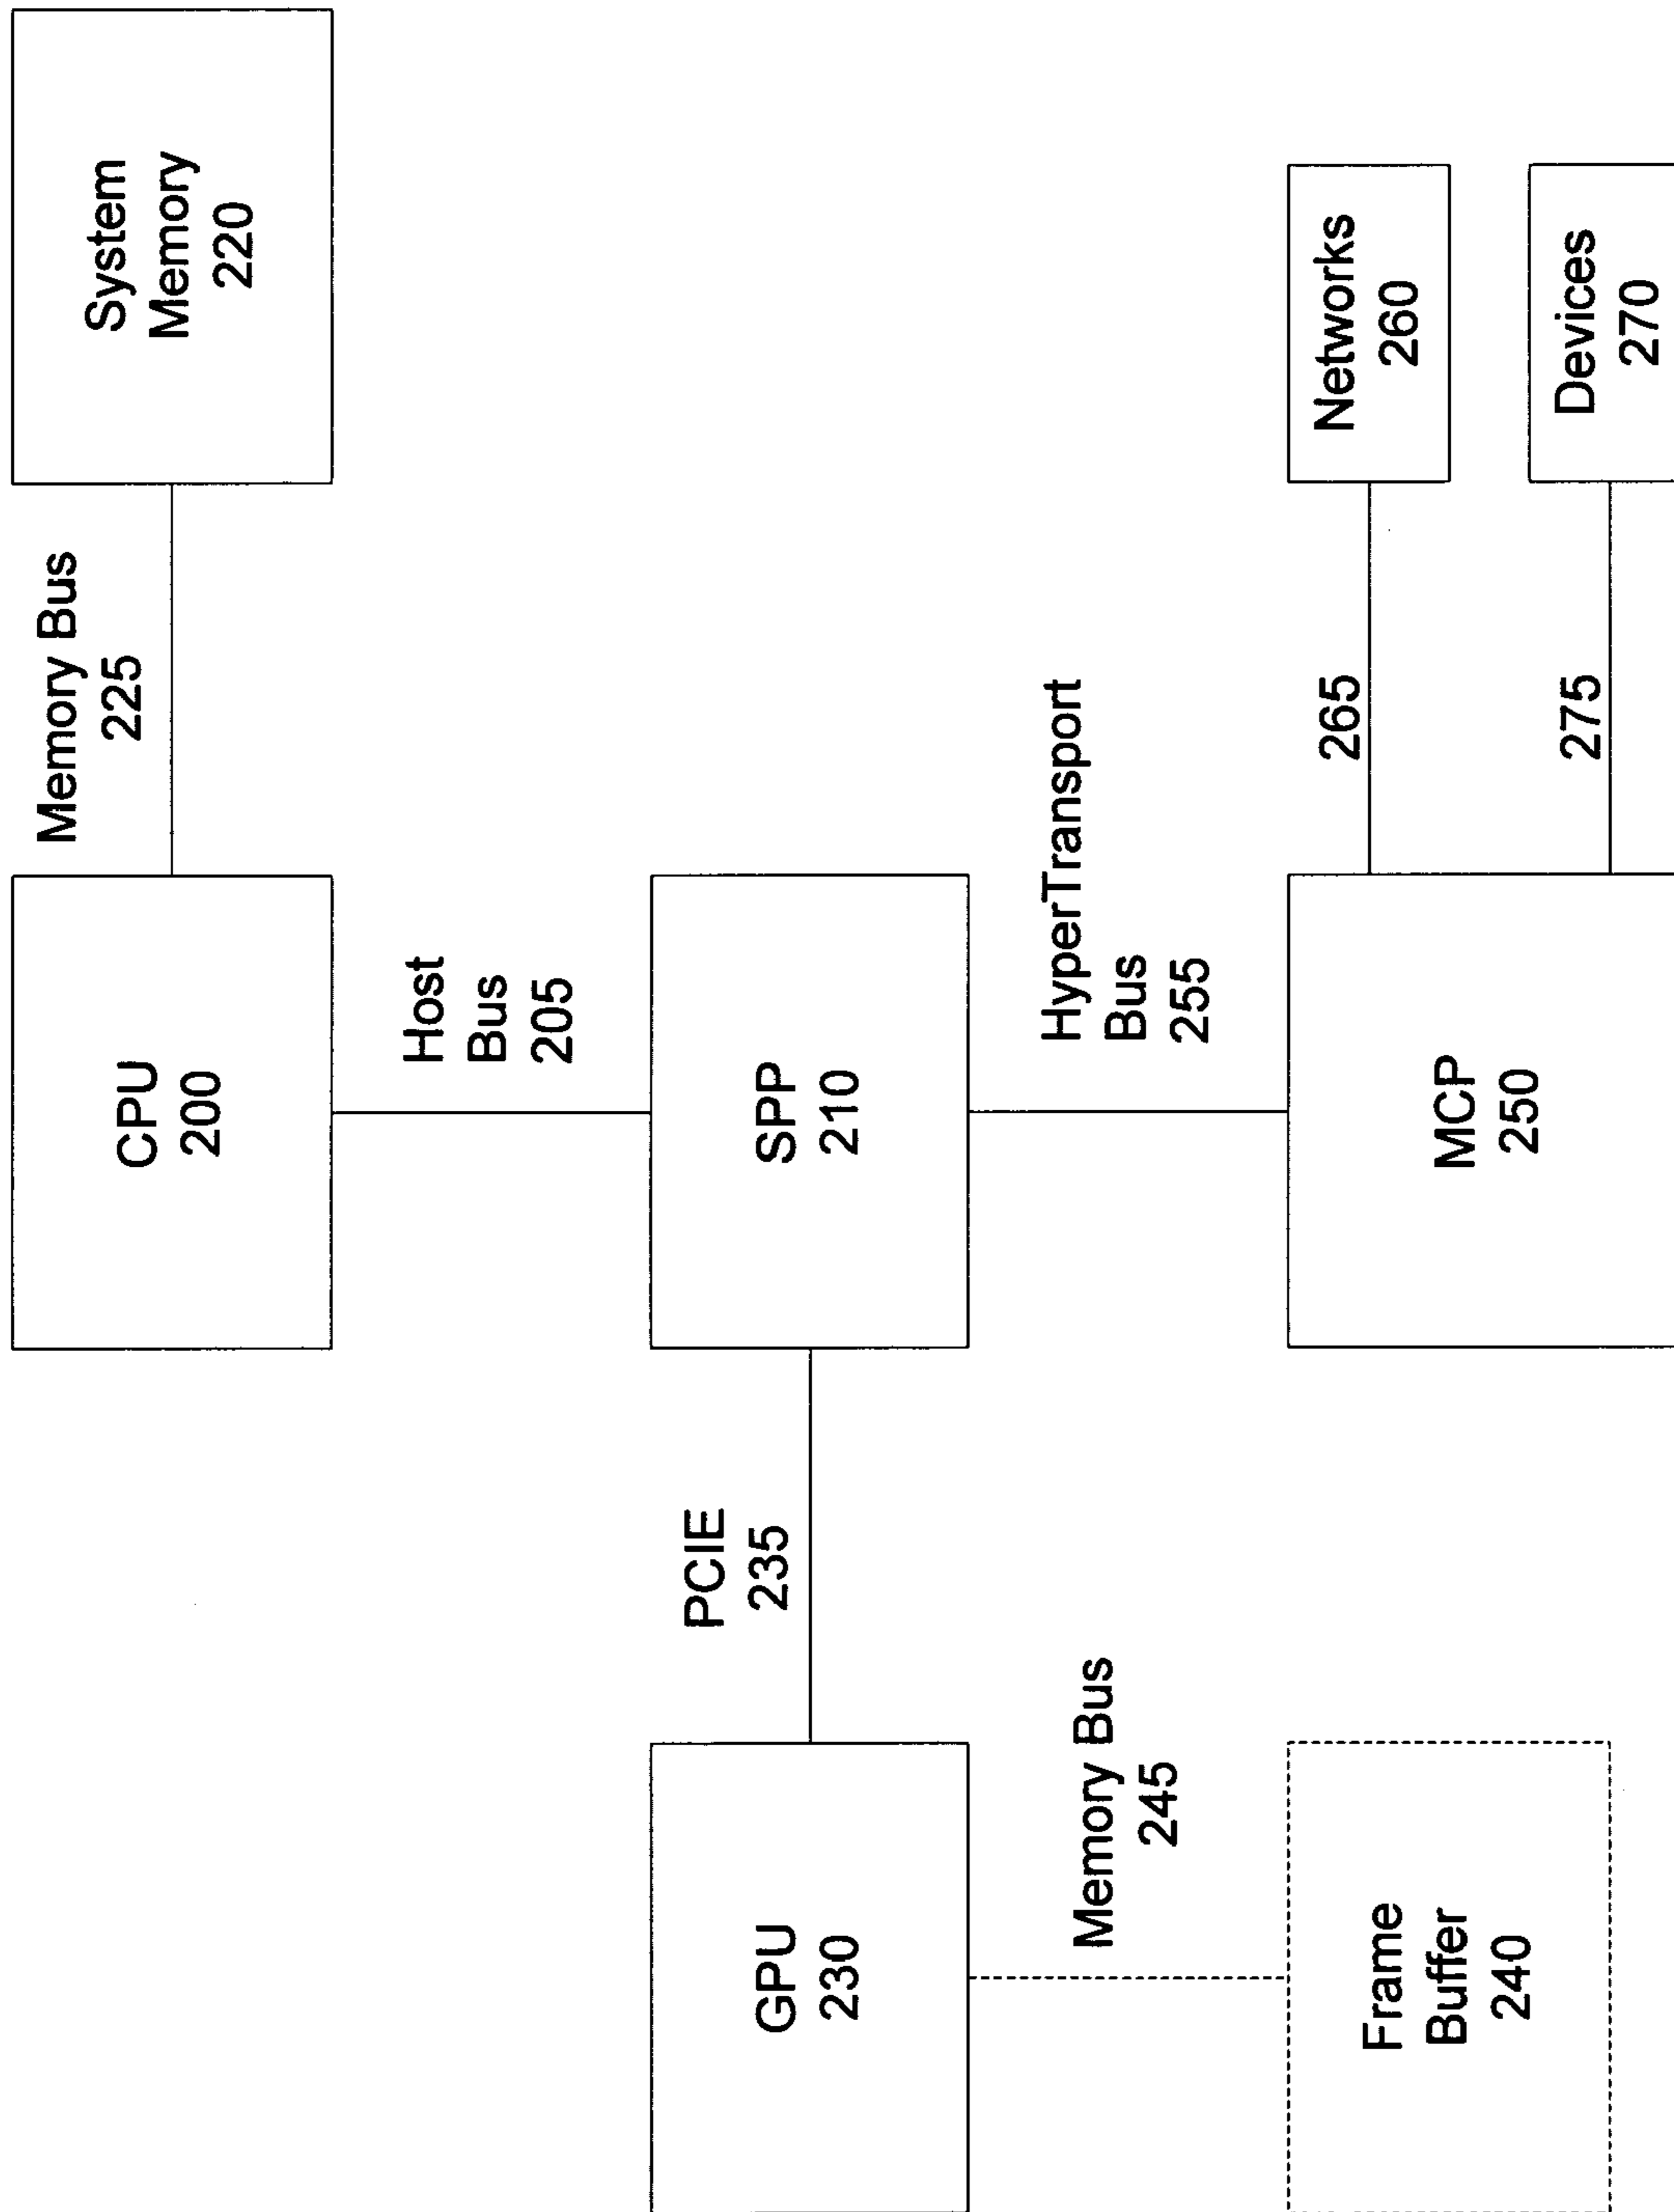 CPU
200
Memory Bus
225
System
Memory
220
Host
Bus
205
GPU
230
PCIE
235
SPP
210
Memory Bus
245
HyperTransport
Bus
255
Frame
Buffer
240
MCP
250
265
Networks
260
275
Devices
270